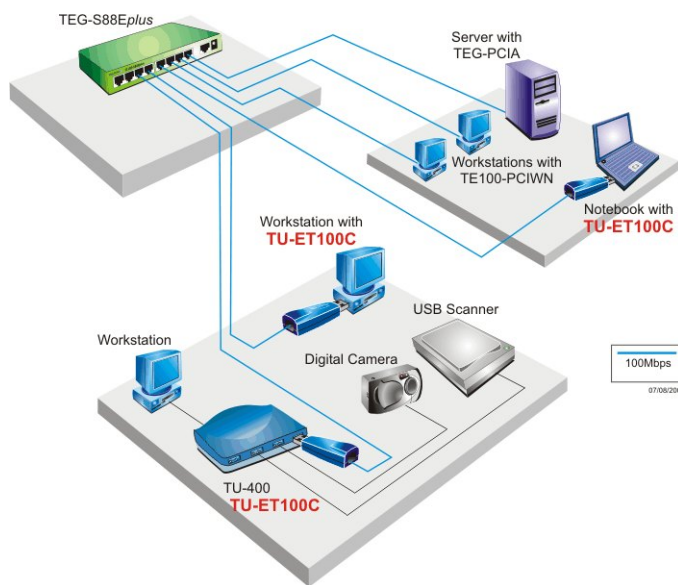 TEG-S88Eplus
Server with
TEG-PCIA
Workstations with
TE100-PCIWN
Notebook with
TU-ET100C
Workstation with
TU-ET100C
USB Scanner
Workstation
Digital Camera
100Mbps
TU-400
TU-ET100C